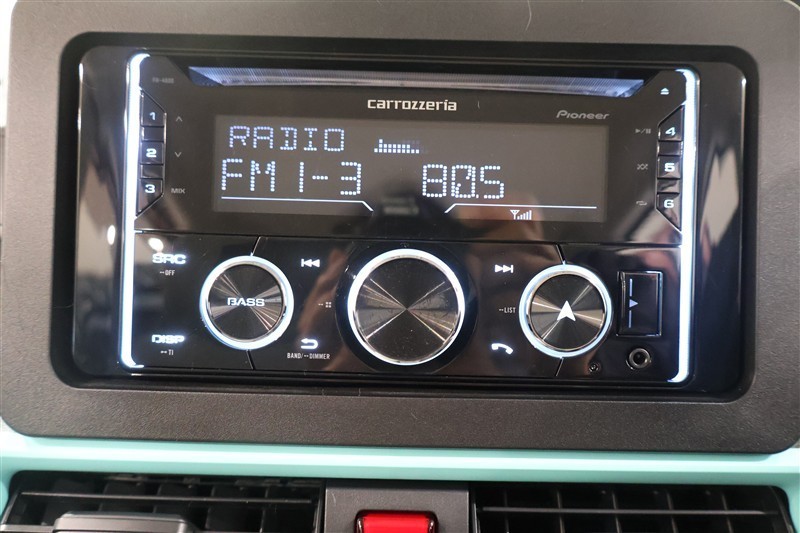 carrozzeria
Pioneer
1
2
3
MIX
RADIO
FM1-3 80.5
4
5
6
SRC
OFF
BASS
DISP
TI
BAND/ DIMMER
LIST